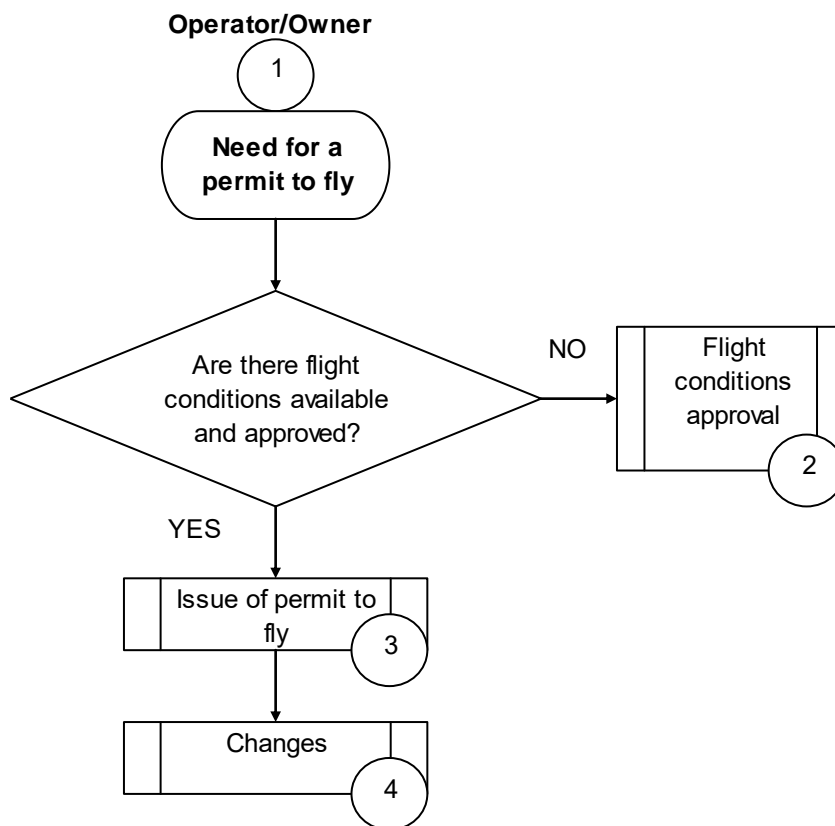 Operator/Owner
1
Need for a
permit to fly
Are there flight
conditions available
and approved?
NO
Flight
conditions
approval
2
YES
Issue of permit to
fly
3
Changes
4